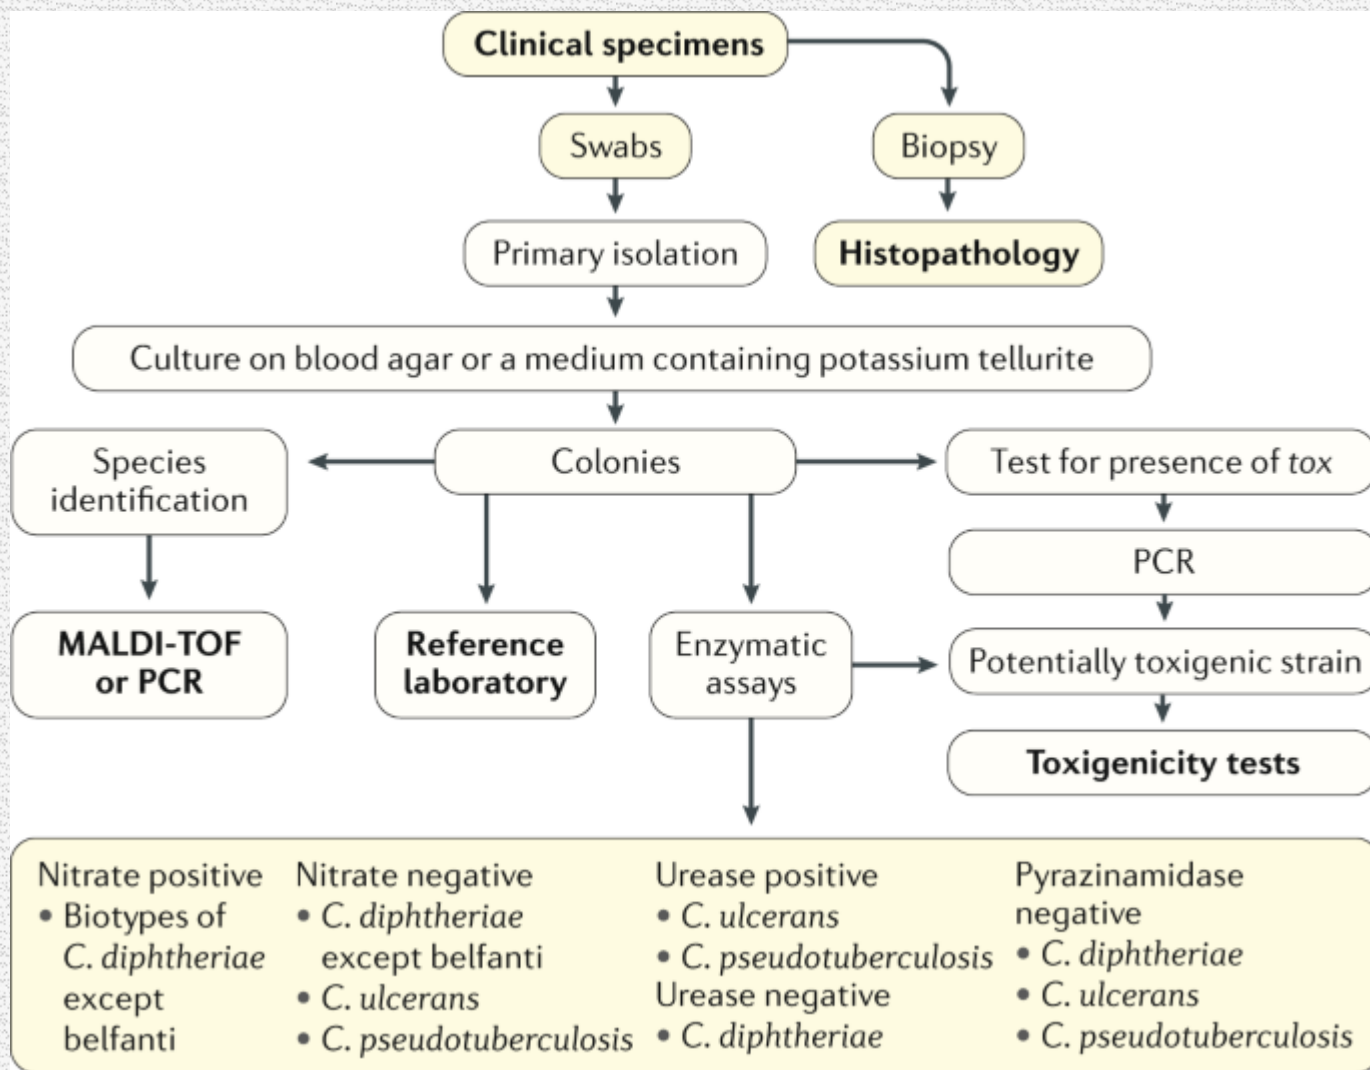 Clinical specimens
Swabs
Biopsy
Primary isolation
Histopathology
Culture on blood agar or a medium containing potassium tellurite
Species
identification
Colonies
Test for presence of tox
PCR
MALDI-TOF
or PCR
Reference
laboratory
Enzymatic
assays
Potentially toxigenic strain
Toxigenicity tests
Nitrate positive
• Biotypes of
C. diphtheriae
except
belfanti
Nitrate negative
• C. diphtheriae
except belfanti
• C. ulcerans
• C. pseudotuberculosis
Urease positive
• C. ulcerans
• C. pseudotuberculosis
Urease negative
• C. diphtheriae
Pyrazinamidase
negative
• C. diphtheriae
• C. ulcerans
• C. pseudotuberculosis